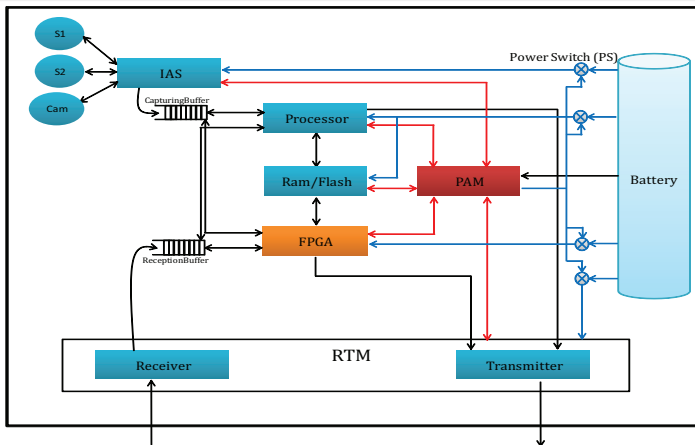 S1
IAS
Power Switch (PS)
S2
Cam
CapturingBuffer
Processor
Ram/Flash
PAM
Battery
FPGA
ReceptionBuffer
RTM
Receiver
Transmitter